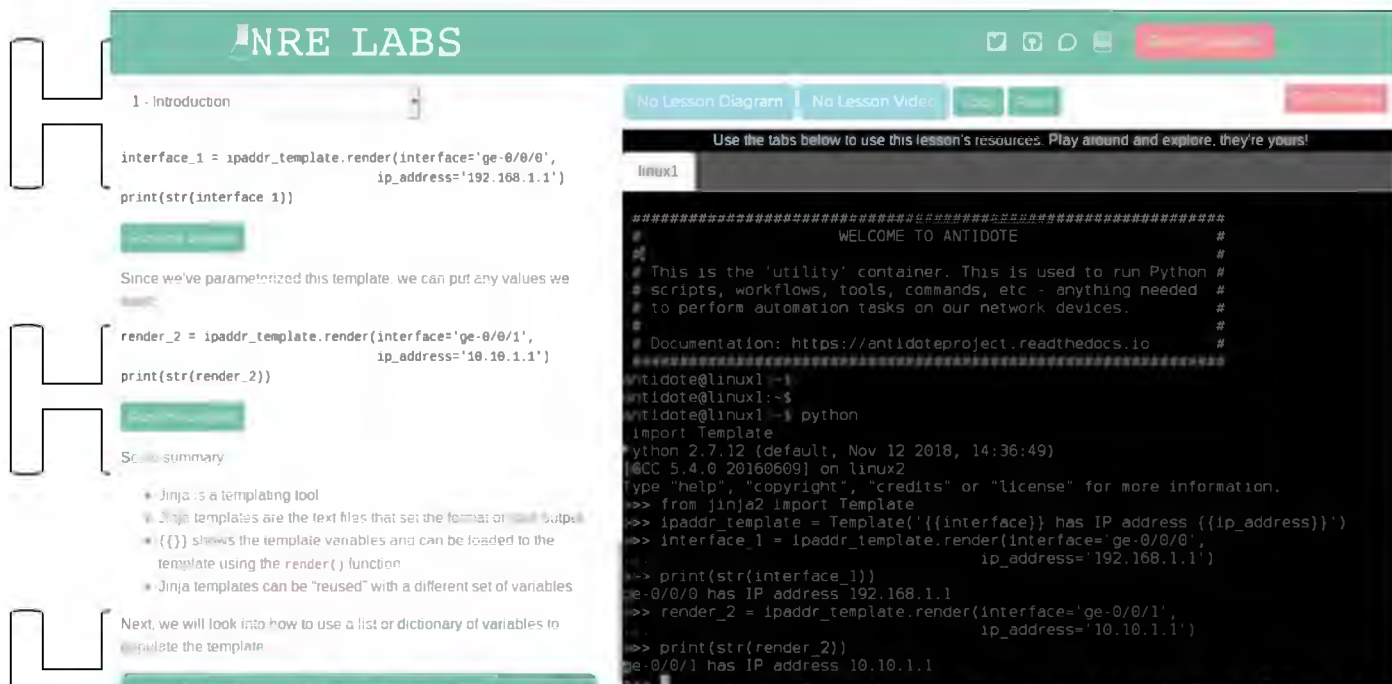 NRE LABS
1 - Introduction
interface_1 = ipaddr_template.render(interface='ge-0/0/0',
ip_address='192.168.1.1')
print(str(interface 1))
Since we've parameterized this template, we can put any values we
render_2 = ipaddr_template.render(interface='ge-0/0/1',
ip_address='10.10.1.1')
print(str(render_2))
summary
Jinja is a templating tool
Jinja templates are the text files that set the format of output
{{}} shows the template variables and can be loaded to the
template using the render() function
Jinja templates can be "reused" with a different set of variables
Next, we will look into how to use a list or dictionary of variables to
the template
No Lesson Diagram
No Lesson Video
Use the tabs below to use this lesson's resources. Play around and explore, they're yours!
linux1
################################################################
# WELCOME TO ANTIDOTE #
# #
# This is the 'utility' container. This is used to run Python #
# scripts, workflows, tools, commands, etc - anything needed #
# to perform automation tasks on our network devices. #
# #
# Documentation: https://antidoteproject.readthedocs.io #
################################################################
antidote@linux1:~$
antidote@linux1:~$
antidote@linux1:~$ python
import Template
ython 2.7.12 (default, Nov 12 2018, 14:36:49)
[GCC 5.4.0 20160609] on linux2
Type "help", "copyright", "credits" or "license" for more information.
>>> from jinja2 import Template
>>> ipaddr_template = Template('{{interface}} has IP address {{ip_address}}')
>>> interface_1 = ipaddr_template.render(interface='ge-0/0/0',
ip_address='192.168.1.1')
>>> print(str(interface_1))
ge-0/0/0 has IP address 192.168.1.1
>>> render_2 = ipaddr_template.render(interface='ge-0/0/1',
ip_address='10.10.1.1')
>>> print(str(render_2))
ge-0/0/1 has IP address 10.10.1.1